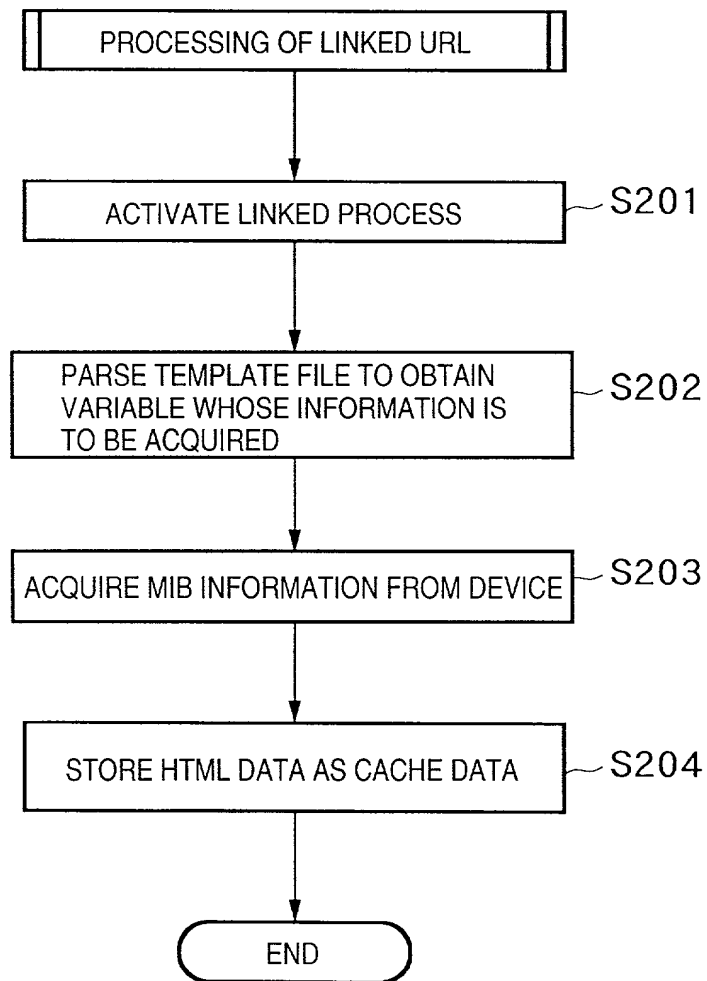 PROCESSING OF LINKED URL
ACTIVATE LINKED PROCESS
S201
PARSE TEMPLATE FILE TO OBTAIN
VARIABLE WHOSE INFORMATION IS
TO BE ACQUIRED
S202
ACQUIRE MIB INFORMATION FROM DEVICE
S203
STORE HTML DATA AS CACHE DATA
S204
END